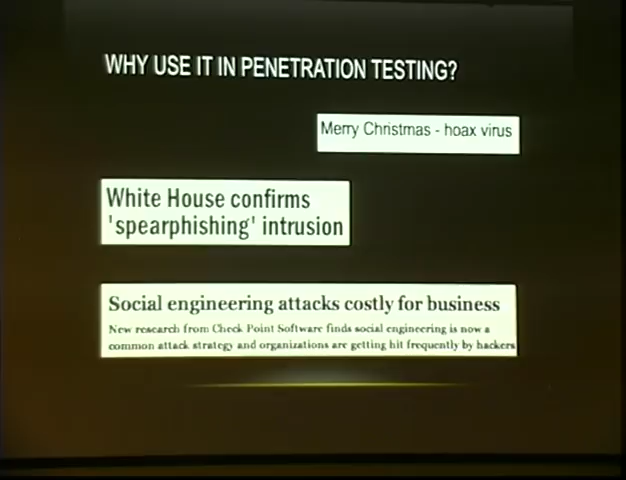 WHY USE IT IN PENETRATION TESTING?
Merry Christmas - hoax virus
White House confirms
'spearphishing' intrusion
Social engineering attacks costly for business
New research from Check Point Software finds social engineering is now a
common attack strategy and organizations are getting hit frequently by hackers